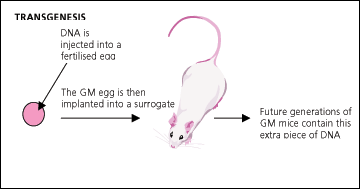 TRANSGENESIS
DNA is
injected into a
fertilised egg
The GM egg is then
implanted into a surrogate
Future generations of
GM mice contain this
extra piece of DNA